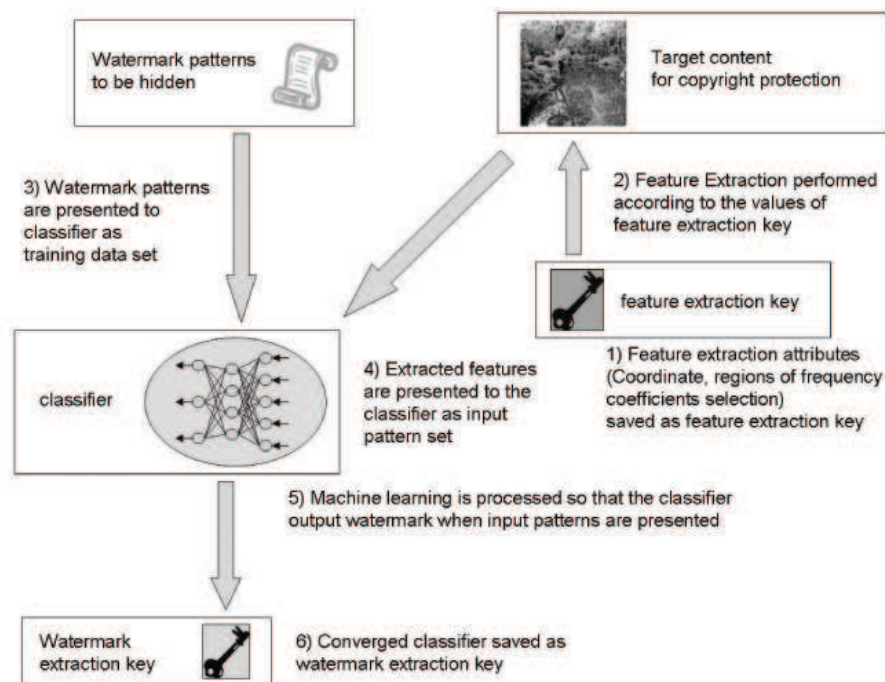 Watermark patterns
to be hidden
Target content
for copyright protection
3) Watermark patterns
are presented to
classifier as
training data set
2) Feature Extraction performed
according to the values of
feature extraction key
feature extraction key
1) Feature extraction attributes
(Coordinate, regions of frequency
coefficients selection)
saved as feature extraction key
classifier
4) Extracted features
are presented to the
classifier as input
pattern set
5) Machine learning is processed so that the classifier
output watermark when input patterns are presented
Watermark
extraction key
6) Converged classifier saved as
watermark extraction key